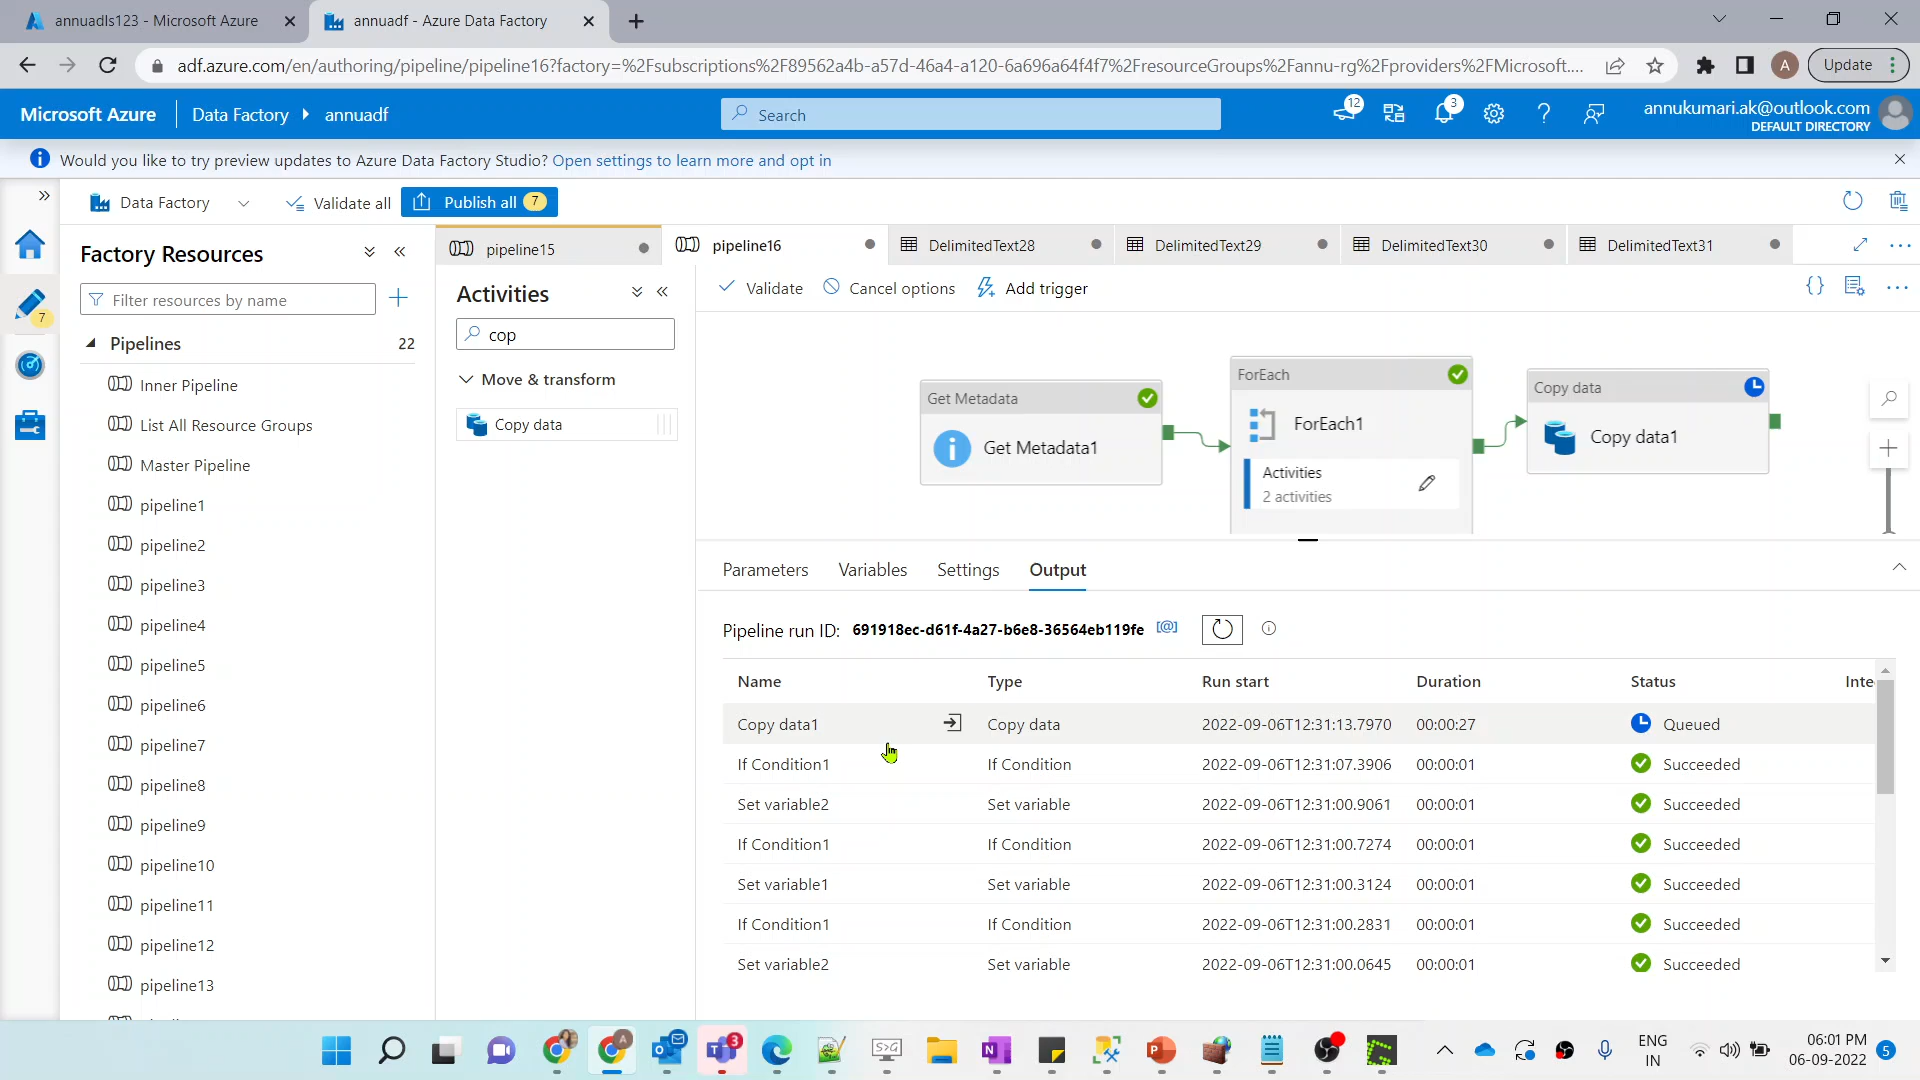 annuadls123 - Microsoft Azure
annuadf - Azure Data Factory
adf.azure.com/en/authoring/pipeline/pipeline16?factory=%2Fsubscriptions%2F89562a4b-a57d-46a4-a120-6a696a64f4f7%2FresourceGroups%2Fannu-rg%2Fproviders%2FMicrosoft....
A
Update
Microsoft Azure
Data Factory
annuadf
Search
12
3
annukumari.ak@outlook.com
DEFAULT DIRECTORY
Would you like to try preview updates to Azure Data Factory Studio? Open settings to learn more and opt in
Data Factory
Validate all
Publish all 7
Factory Resources
Filter resources by name
7
Pipelines 22
Inner Pipeline
List All Resource Groups
Master Pipeline
pipeline1
pipeline2
pipeline3
pipeline4
pipeline5
pipeline6
pipeline7
pipeline8
pipeline9
pipeline10
pipeline11
pipeline12
pipeline13
pipeline15
pipeline16
DelimitedText28
DelimitedText29
DelimitedText30
DelimitedText31
Activities
cop
Move & transform
Copy data
Validate
Cancel options
Add trigger
Get Metadata
Get Metadata1
ForEach
ForEach1
Activities
2 activities
Copy data
Copy data1
Parameters
Variables
Settings
Output
Pipeline run ID: 691918ec-d61f-4a27-b6e8-36564eb119fe
Name Type Run start Duration Status Inte
Copy data1 Copy data 2022-09-06T12:31:13.7970 00:00:27 Queued
If Condition1 If Condition 2022-09-06T12:31:07.3906 00:00:01 Succeeded
Set variable2 Set variable 2022-09-06T12:31:00.9061 00:00:01 Succeeded
If Condition1 If Condition 2022-09-06T12:31:00.7274 00:00:01 Succeeded
Set variable1 Set variable 2022-09-06T12:31:00.3124 00:00:01 Succeeded
If Condition1 If Condition 2022-09-06T12:31:00.2831 00:00:01 Succeeded
Set variable2 Set variable 2022-09-06T12:31:00.0645 00:00:01 Succeeded
A
3
S>G
N
P
ENG
IN
06:01 PM
06-09-2022
5